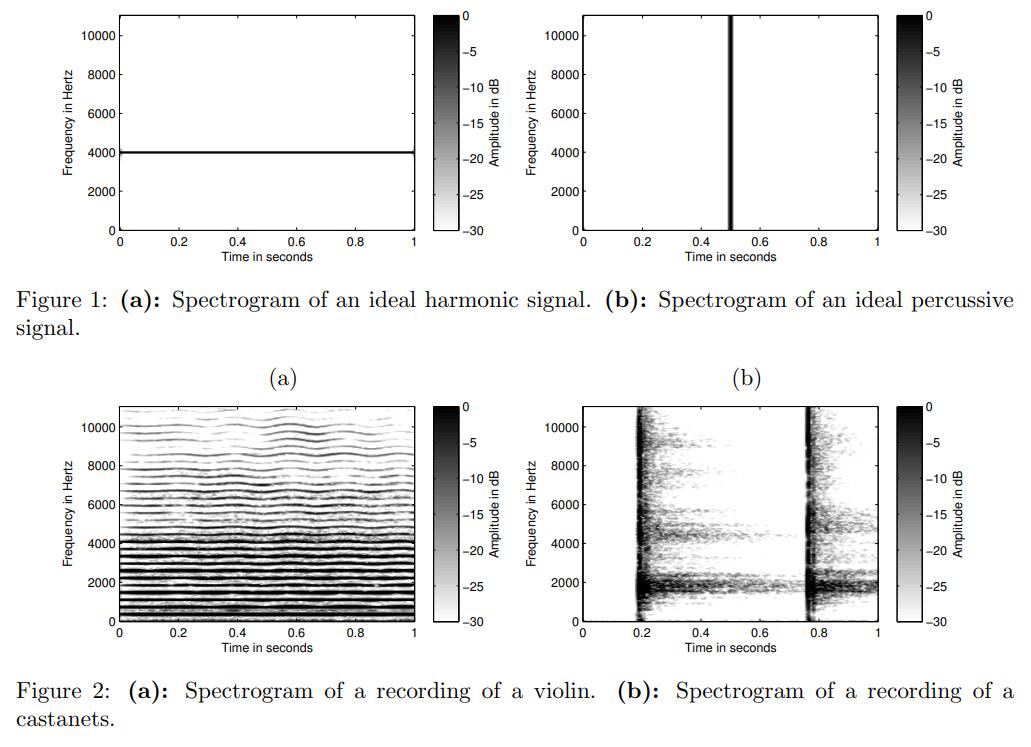 10000
8000
6000
4000
2000
0
Frequency in Hertz
0 0.2 0.4 0.6 0.8 1
Time in seconds
0
−5
−10
−15
−20
−25
−30
Amplitude in dB
10000
8000
6000
4000
2000
0
Frequency in Hertz
0 0.2 0.4 0.6 0.8 1
Time in seconds
0
−5
−10
−15
−20
−25
−30
Amplitude in dB
Figure 1: (a): Spectrogram of an ideal harmonic signal. (b): Spectrogram of an ideal percussive
signal.
(a) (b)
10000
8000
6000
4000
2000
0
Frequency in Hertz
0 0.2 0.4 0.6 0.8 1
Time in seconds
0
−5
−10
−15
−20
−25
−30
Amplitude in dB
10000
8000
6000
4000
2000
0
Frequency in Hertz
0 0.2 0.4 0.6 0.8 1
Time in seconds
0
−5
−10
−15
−20
−25
−30
Amplitude in dB
Figure 2: (a): Spectrogram of a recording of a violin. (b): Spectrogram of a recording of a
castanets.